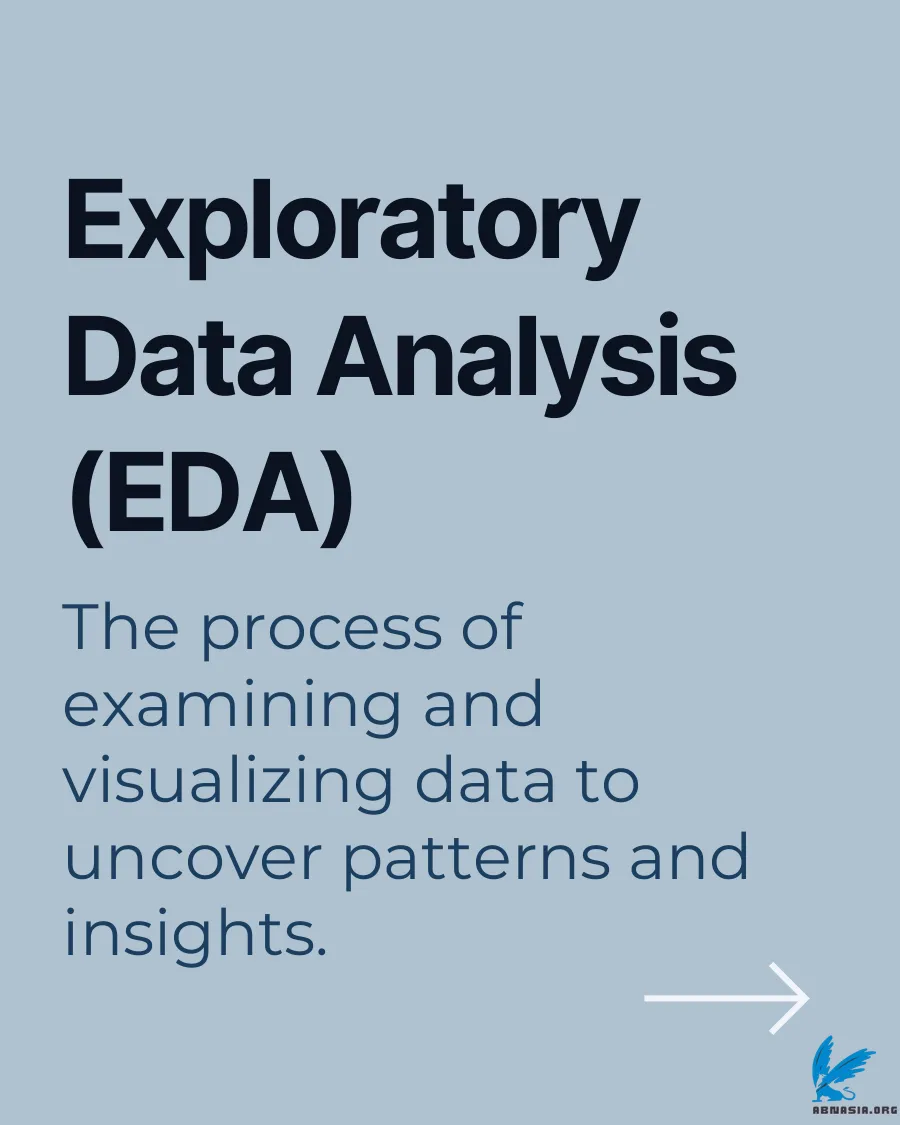 Exploratory
Data Analysis
(EDA)
The process of
examining and
visualizing data to
uncover patterns and
insights.
ABNASIA.ORG